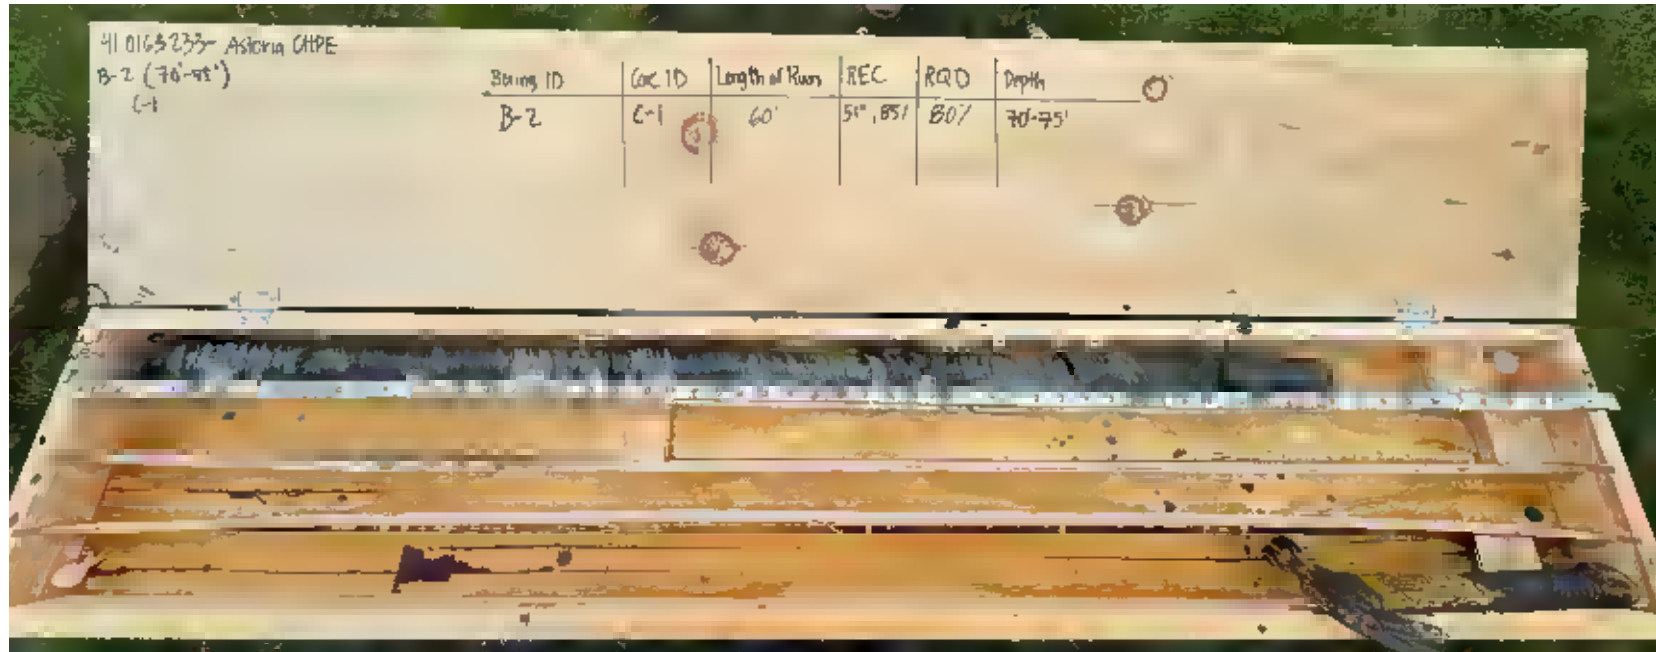 41.0163233- Astoria CHPE
B-2 (70'-75')
C-1
Boring ID Core ID Length of Run REC RQD Depth
B-2 C-1 60" 51", 85% 80% 70'-75'